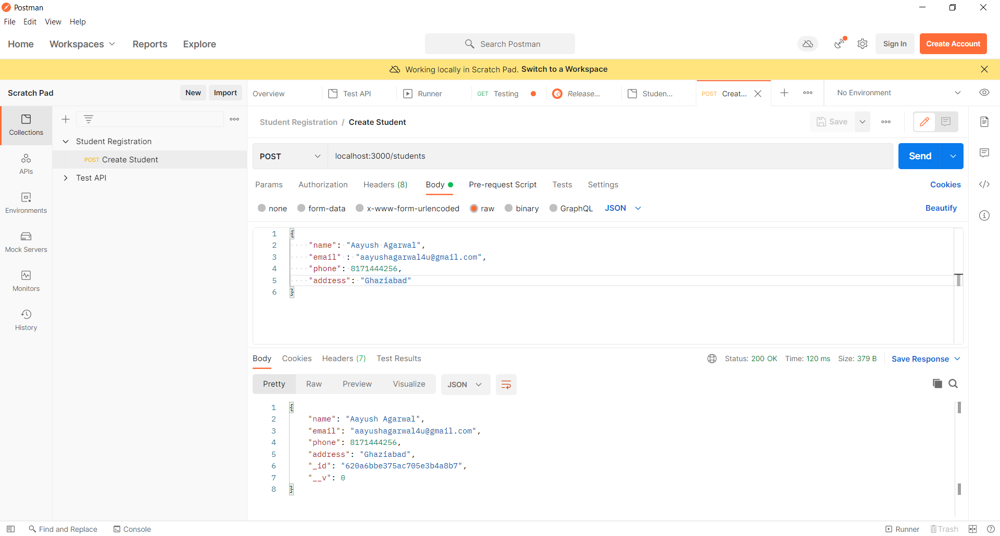 Postman
File Edit View Help
Home Workspaces Reports Explore Search Postman Sign In Create Account
Working locally in Scratch Pad. Switch to a Workspace
Scratch Pad New Import Overview Test API Runner GET Testing Release... Studen... POST Creat... No Environment
Collections
APIs
Environments
Mock Servers
Monitors
History
Student Registration
POST Create Student
Test API
Student Registration / Create Student Save
POST localhost:3000/students Send
Params Authorization Headers (8) Body Pre-request Script Tests Settings Cookies
none form-data x-www-form-urlencoded raw binary GraphQL JSON Beautify
1 {
2 "name": "Aayush Agarwal",
3 "email" : "aayushagarwal4u@gmail.com",
4 "phone": 8171444256,
5 "address": "Ghaziabad"
6 }
Body Cookies Headers (7) Test Results Status: 200 OK Time: 120 ms Size: 379 B Save Response
Pretty Raw Preview Visualize JSON
1 {
2 "name": "Aayush Agarwal",
3 "email": "aayushagarwal4u@gmail.com",
4 "phone": 8171444256,
5 "address": "Ghaziabad",
6 "_id": "620a6bbe375ac705e3b4a8b7",
7 "__v": 0
8 }
Find and Replace Console Runner Trash